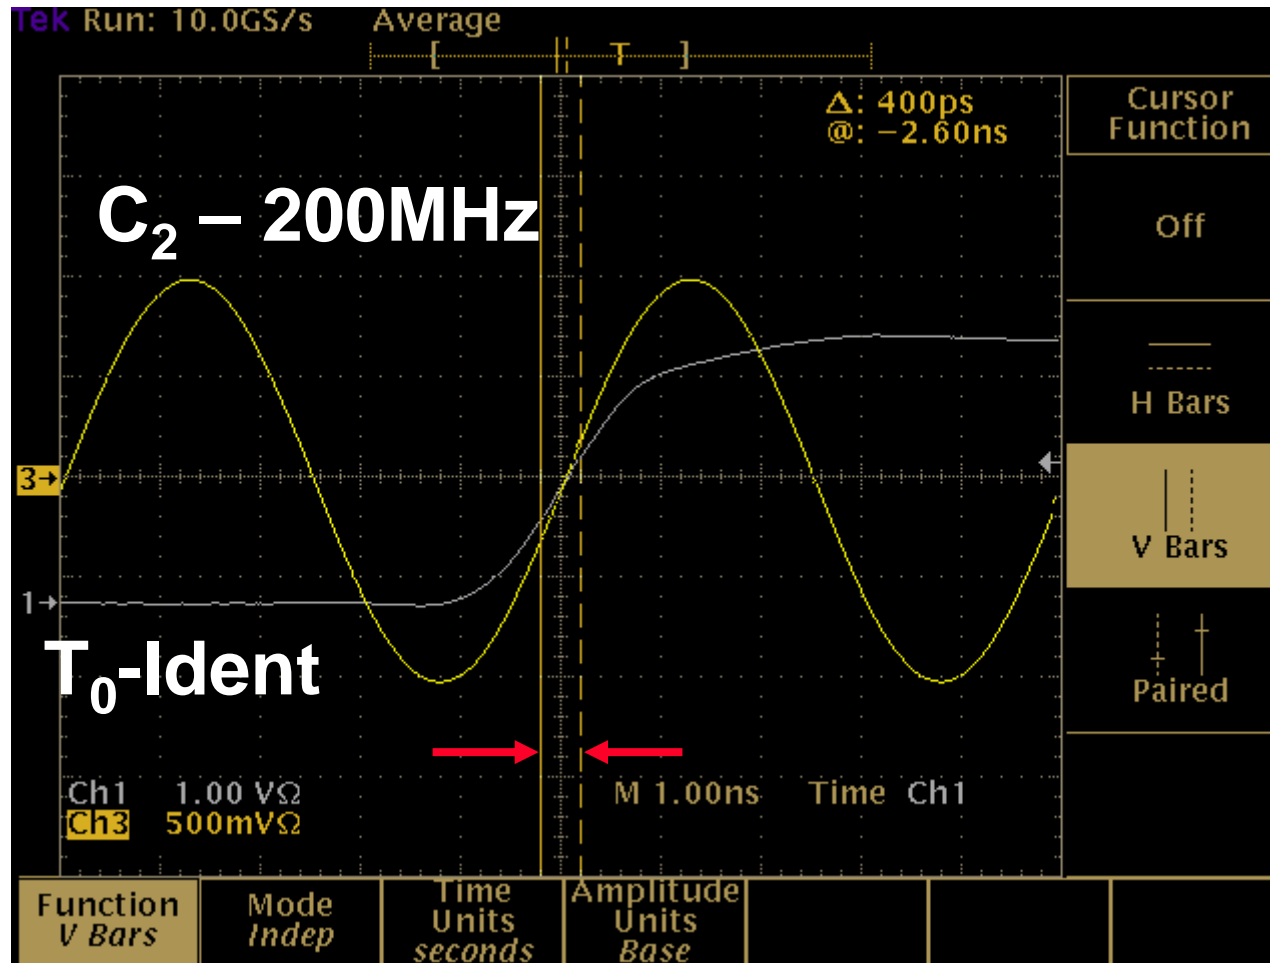 Tek Run: 10.0GS/s Average
[ T ]
Δ: 400ps
@: −2.60ns
Cursor
Function
C2 – 200MHz
Off
H Bars
3→
V Bars
1→
T0-Ident
Paired
Ch1 1.00 VΩ M 1.00ns Time Ch1
Ch3 500mVΩ
Function
V Bars
Mode
Indep
Time
Units
seconds
Amplitude
Units
Base